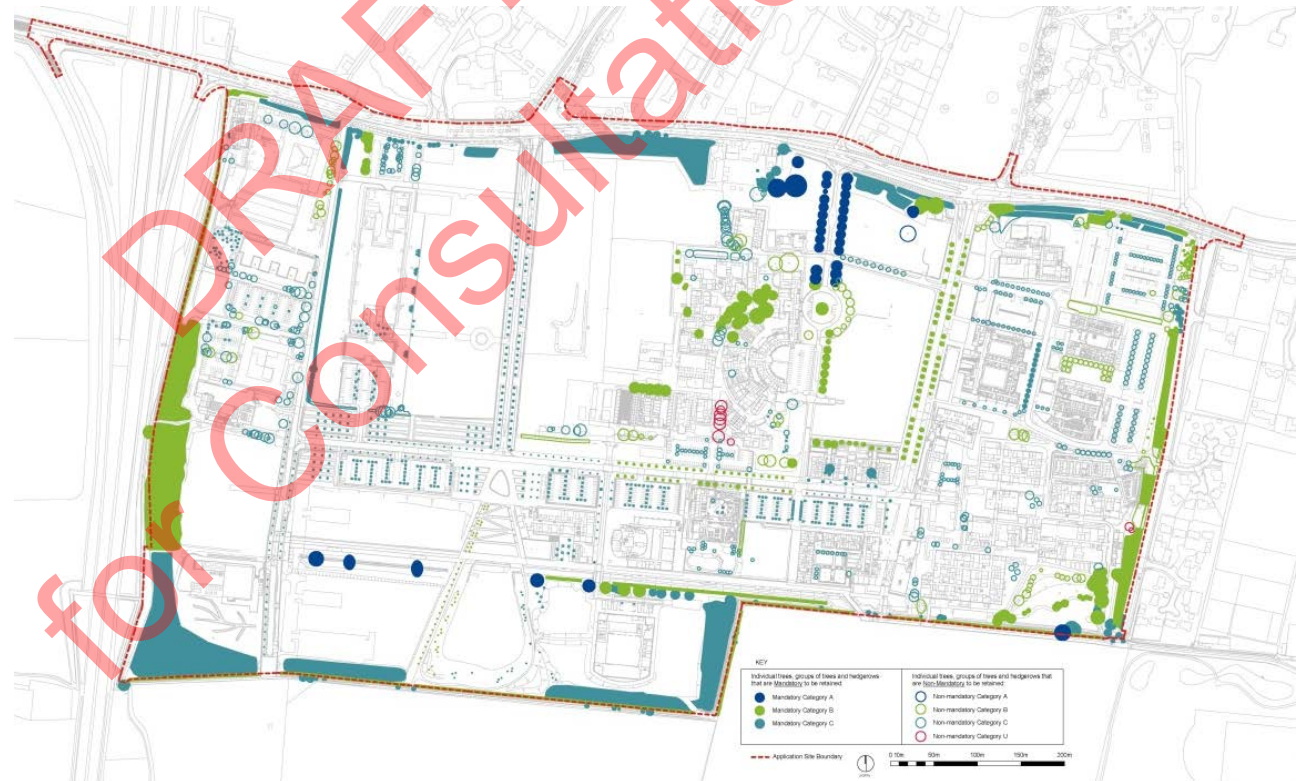 DRAFT
for Consultation
KEY
Individual trees, groups of trees and hedgerows
that are Mandatory to be retained:
Mandatory Category A
Mandatory Category B
Mandatory Category C
Individual trees, groups of trees and hedgerows that
are Non-Mandatory to be retained:
Non-mandatory Category A
Non-mandatory Category B
Non-mandatory Category C
Non-mandatory Category U
Application Site Boundary
0 10m 50m 100m 150m 200m